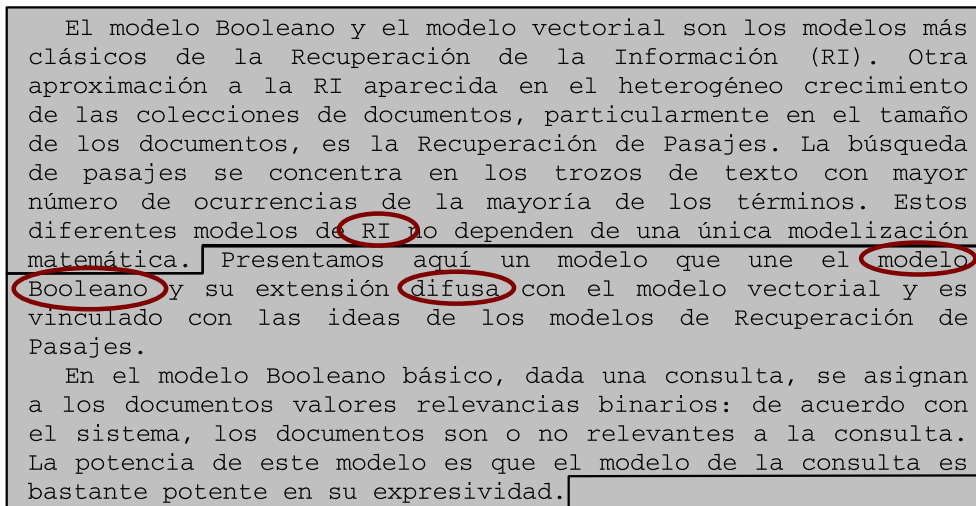 El modelo Booleano y el modelo vectorial son los modelos más
clásicos de la Recuperación de la Información (RI). Otra
aproximación a la RI aparecida en el heterogéneo crecimiento
de las colecciones de documentos, particularmente en el tamaño
de los documentos, es la Recuperación de Pasajes. La búsqueda
de pasajes se concentra en los trozos de texto con mayor
número de ocurrencias de la mayoría de los términos. Estos
diferentes modelos de RI no dependen de una única modelización
matemática. Presentamos aquí un modelo que une el modelo
Booleano y su extensión difusa con el modelo vectorial y es
vinculado con las ideas de los modelos de Recuperación de
Pasajes.
En el modelo Booleano básico, dada una consulta, se asignan
a los documentos valores relevancias binarios: de acuerdo con
el sistema, los documentos son o no relevantes a la consulta.
La potencia de este modelo es que el modelo de la consulta es
bastante potente en su expresividad.